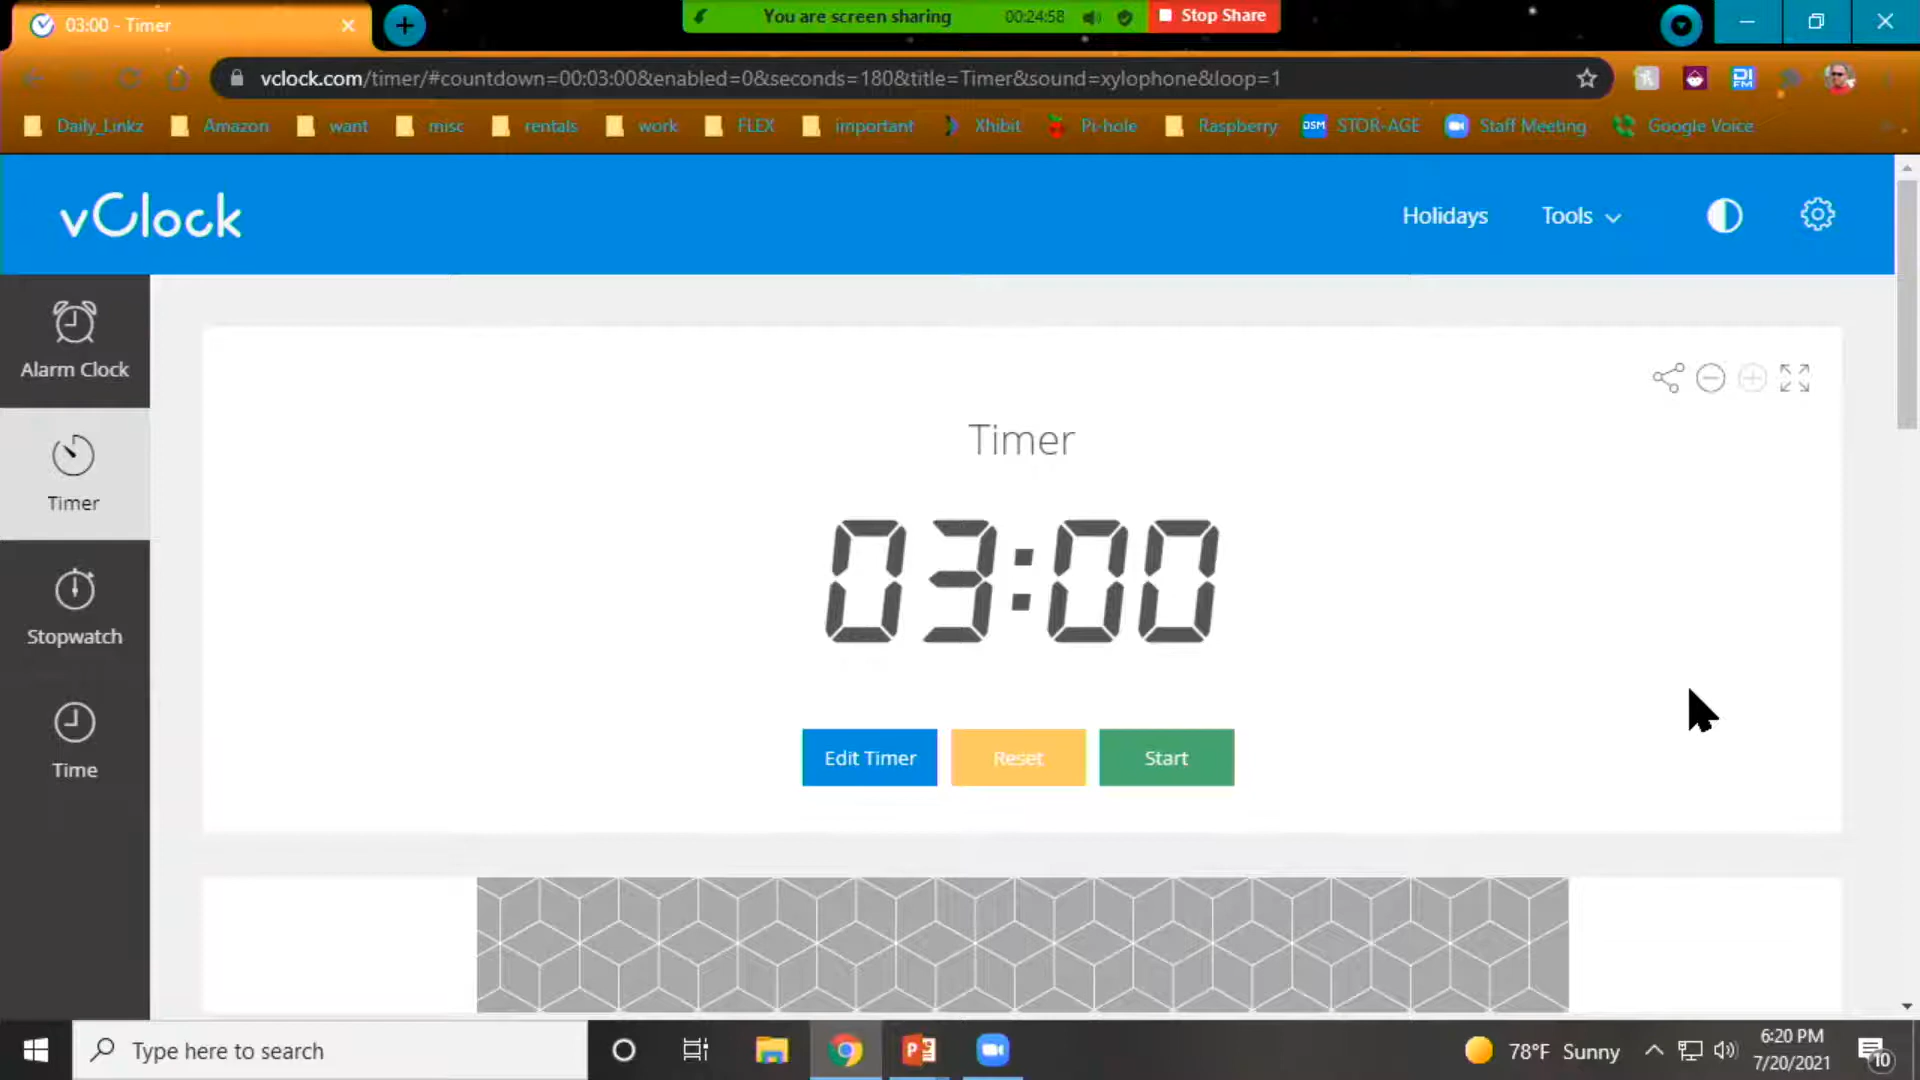 03:00 - Timer
You are screen sharing 00:24:58 Stop Share
vclock.com/timer/#countdown=00:03:00&enabled=0&seconds=180&title=Timer&sound=xylophone&loop=1
DI FM
Daily_Linkz Amazon want misc rentals work FLEX important Xhibit Pi-hole Raspberry DSM STOR-AGE Staff Meeting Google Voice
vClock
Holidays Tools
Alarm Clock
Timer
Stopwatch
Time
Timer
03:00
Edit Timer Reset Start
Type here to search
78°F Sunny
6:20 PM
7/20/2021
10